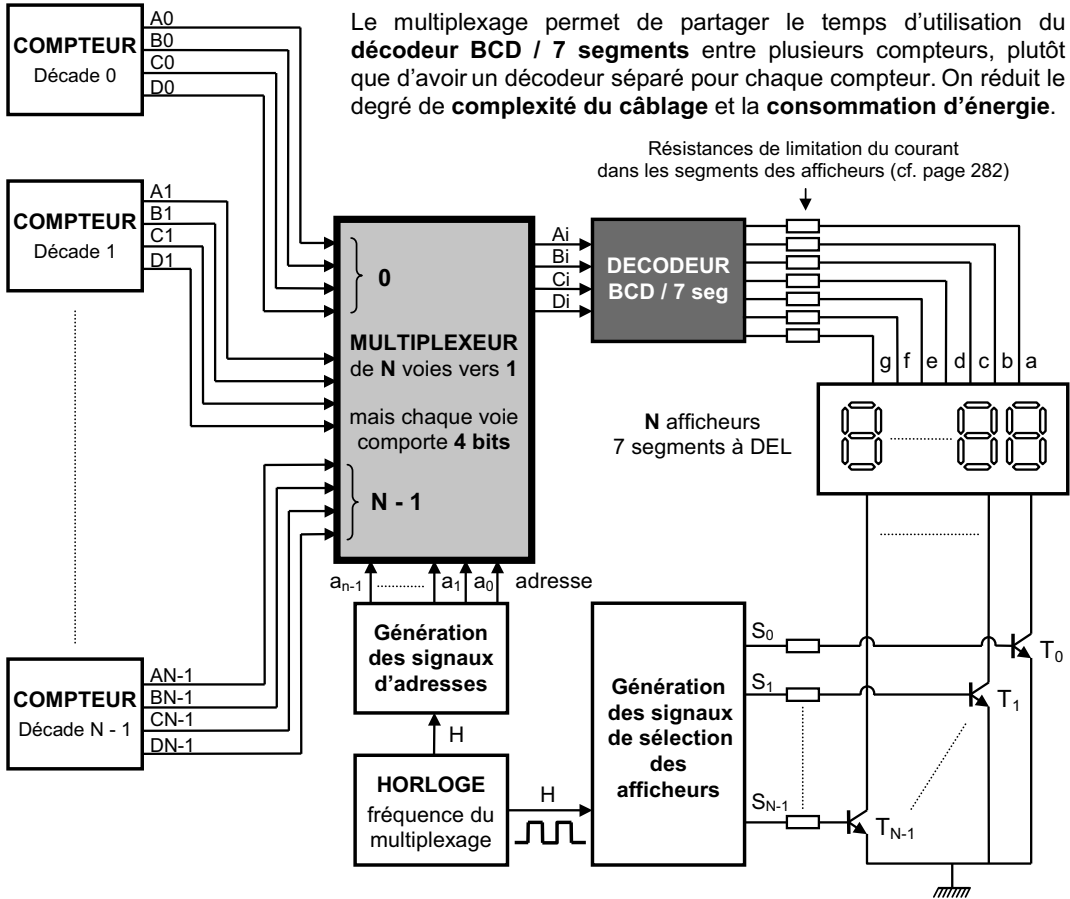 Le multiplexage permet de partager le temps d'utilisation du
décodeur BCD / 7 segments entre plusieurs compteurs, plutôt
que d'avoir un décodeur séparé pour chaque compteur. On réduit le
degré de complexité du câblage et la consommation d'énergie.
COMPTEUR
Décade 0
A0
B0
C0
D0
Résistances de limitation du courant
dans les segments des afficheurs (cf. page 282)
COMPTEUR
Décade 1
A1
B1
C1
D1
0
MULTIPLEXEUR
de N voies vers 1
mais chaque voie
comporte 4 bits
N - 1
Ai
Bi
Ci
Di
DECODEUR
BCD / 7 seg
g f e d c b a
N afficheurs
7 segments à DEL
an-1 a1 a0 adresse
COMPTEUR
Décade N - 1
AN-1
BN-1
CN-1
DN-1
Génération
des signaux
d'adresses
H
HORLOGE
fréquence du
multiplexage
H
Génération
des signaux
de sélection
des
afficheurs
S0
S1
SN-1
T0
T1
TN-1